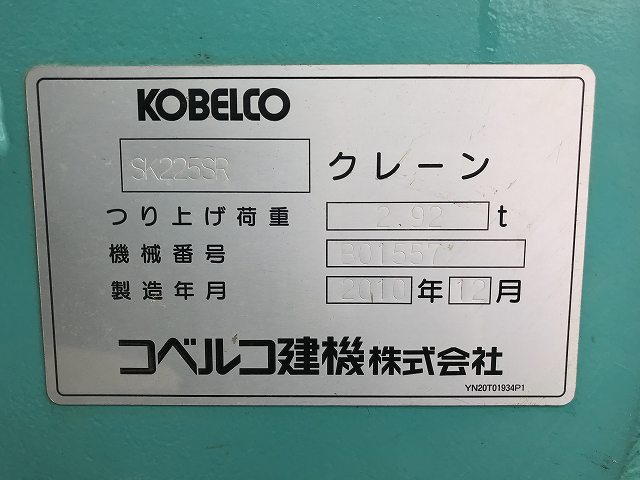 KOBELCO
SK225SR クレーン
つり上げ荷重 2.92 t
機械番号 B01557
製造年月 2010 年 12 月
コベルコ建機株式会社
YN20T01934P1